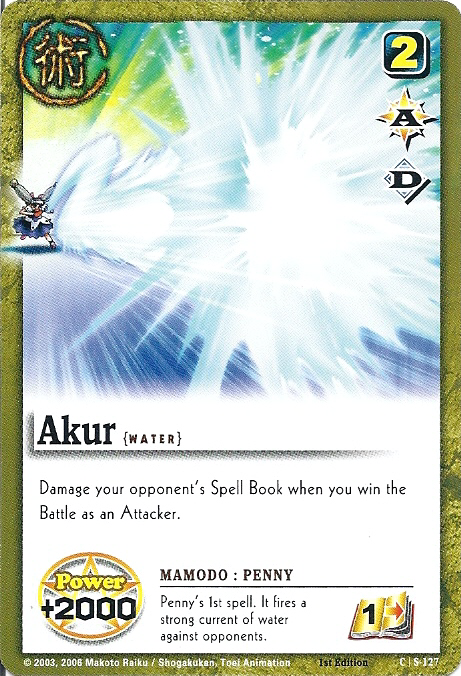 術
2
A
D
Akur {WATER}
Damage your opponent's Spell Book when you win the
Battle as an Attacker.
Power
+2000
MAMODO : PENNY
Penny's 1st spell. It fires a
strong current of water
against opponents.
1
© 2003, 2006 Makoto Raiku / Shogakukan, Toei Animation 1st Edition C | S-127